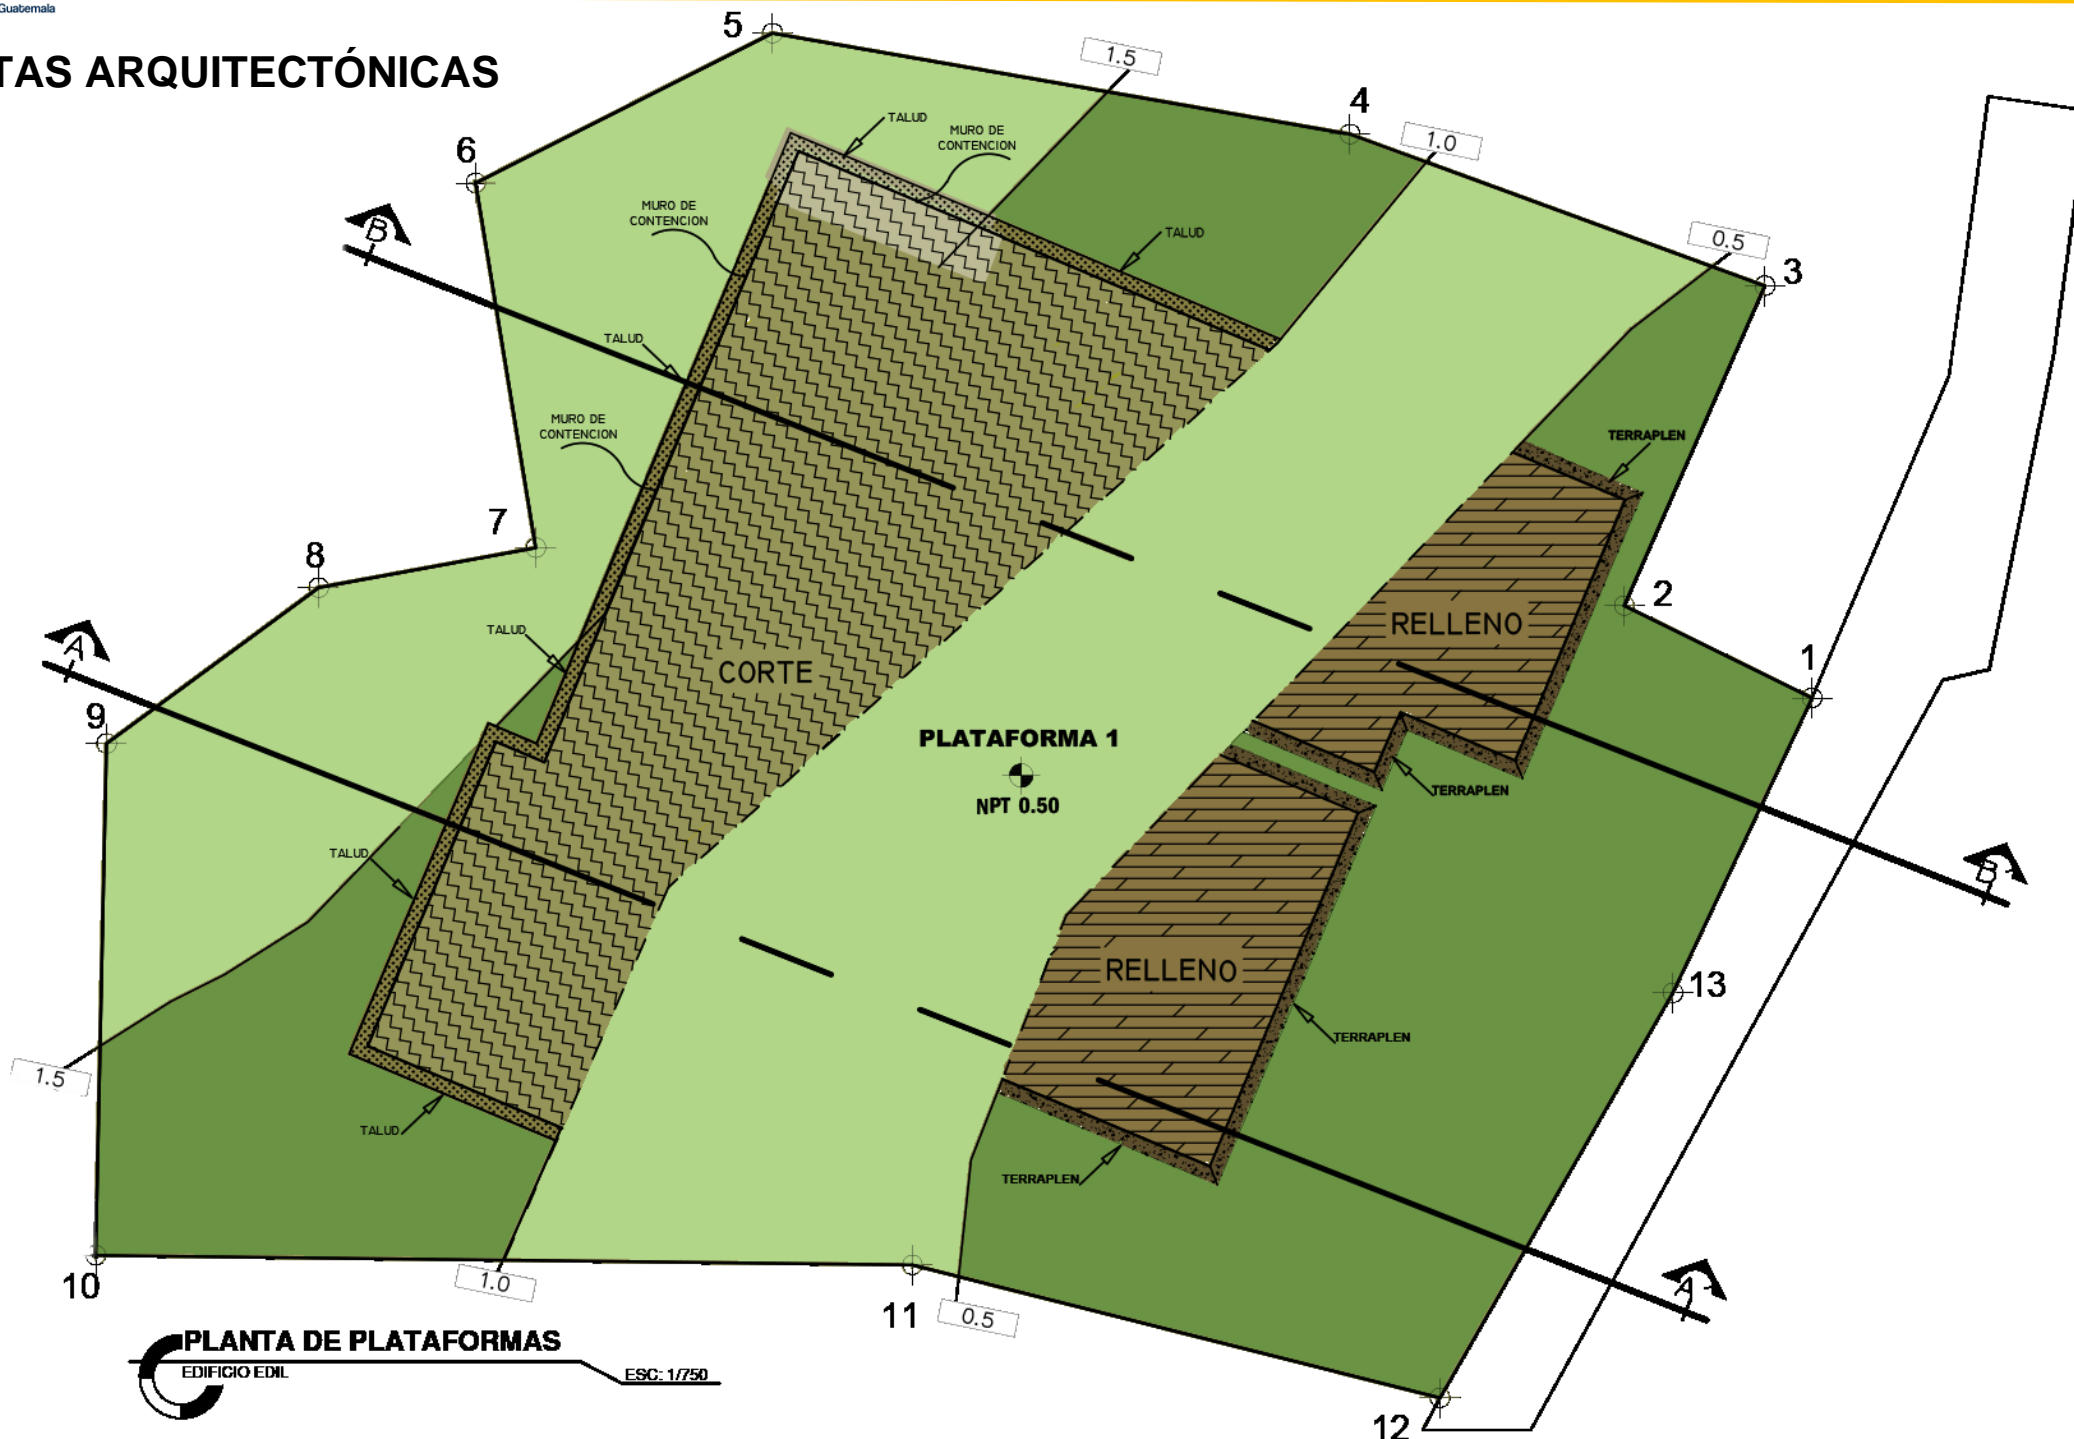 Guatemala
TAS ARQUITECTÓNICAS
5
1.5
4
1.0
TALUD
MURO DE
CONTENCION
6
MURO DE
CONTENCION
TALUD
0.5
3
B
TALUD
MURO DE
CONTENCION
TERRAPLEN
7
8
2
RELLENO
TALUD
A
CORTE
1
9
PLATAFORMA 1
NPT 0.50
TERRAPLEN
TALUD
B
RELLENO
13
TERRAPLEN
1.5
TALUD
TERRAPLEN
10
1.0
A
11
0.5
PLANTA DE PLATAFORMAS
EDIFICIO EDIL
ESC: 1/750
12